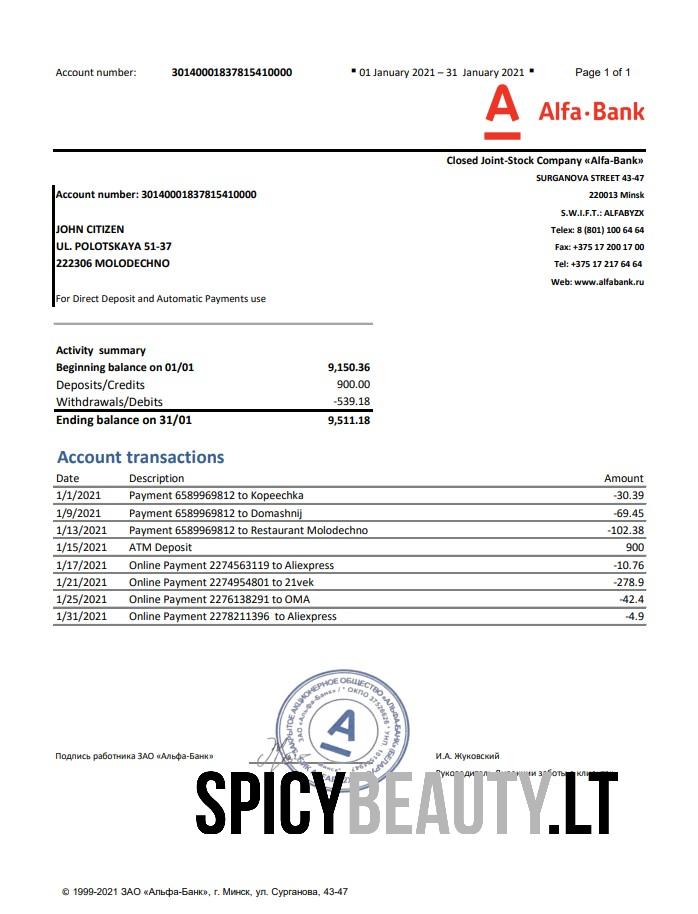 Account number: 30140001837815410000 ▪ 01 January 2021 – 31 January 2021 ▪ Page 1 of 1
Alfa·Bank
Closed Joint-Stock Company «Alfa-Bank»
SURGANOVA STREET 43-47
Account number: 30140001837815410000
220013 Minsk
S.W.I.F.T.: ALFABYZX
JOHN CITIZEN
Telex: 8 (801) 100 64 64
UL. POLOTSKAYA 51-37
Fax: +375 17 200 17 00
222306 MOLODECHNO
Tel: +375 17 217 64 64
Web: www.alfabank.ru
For Direct Deposit and Automatic Payments use
Activity summary
Beginning balance on 01/01 9,150.36
Deposits/Credits 900.00
Withdrawals/Debits -539.18
Ending balance on 31/01 9,511.18
Account transactions
Date Description Amount
1/1/2021 Payment 6589969812 to Kopeechka -30.39
1/9/2021 Payment 6589969812 to Domashnij -69.45
1/13/2021 Payment 6589969812 to Restaurant Molodechno -102.38
1/15/2021 ATM Deposit 900
1/17/2021 Online Payment 2274563119 to Aliexpress -10.76
1/21/2021 Online Payment 2274954801 to 21vek -278.9
1/25/2021 Online Payment 2276138291 to OMA -42.4
1/31/2021 Online Payment 2278211396 to Aliexpress -4.9
ЗАКРЫТОЕ АКЦИОНЕРНОЕ ОБЩЕСТВО «АЛЬФА-БАНК»
ЗАО «Альфа-Банк» / * ОКПО 37526626 * УНП
Подпись работника ЗАО «Альфа-Банк»
И.А. Жуковский
Руководитель
SPICYBEAUTY.LT
© 1999-2021 ЗАО «Альфа-Банк», г. Минск, ул. Сурганова, 43-47